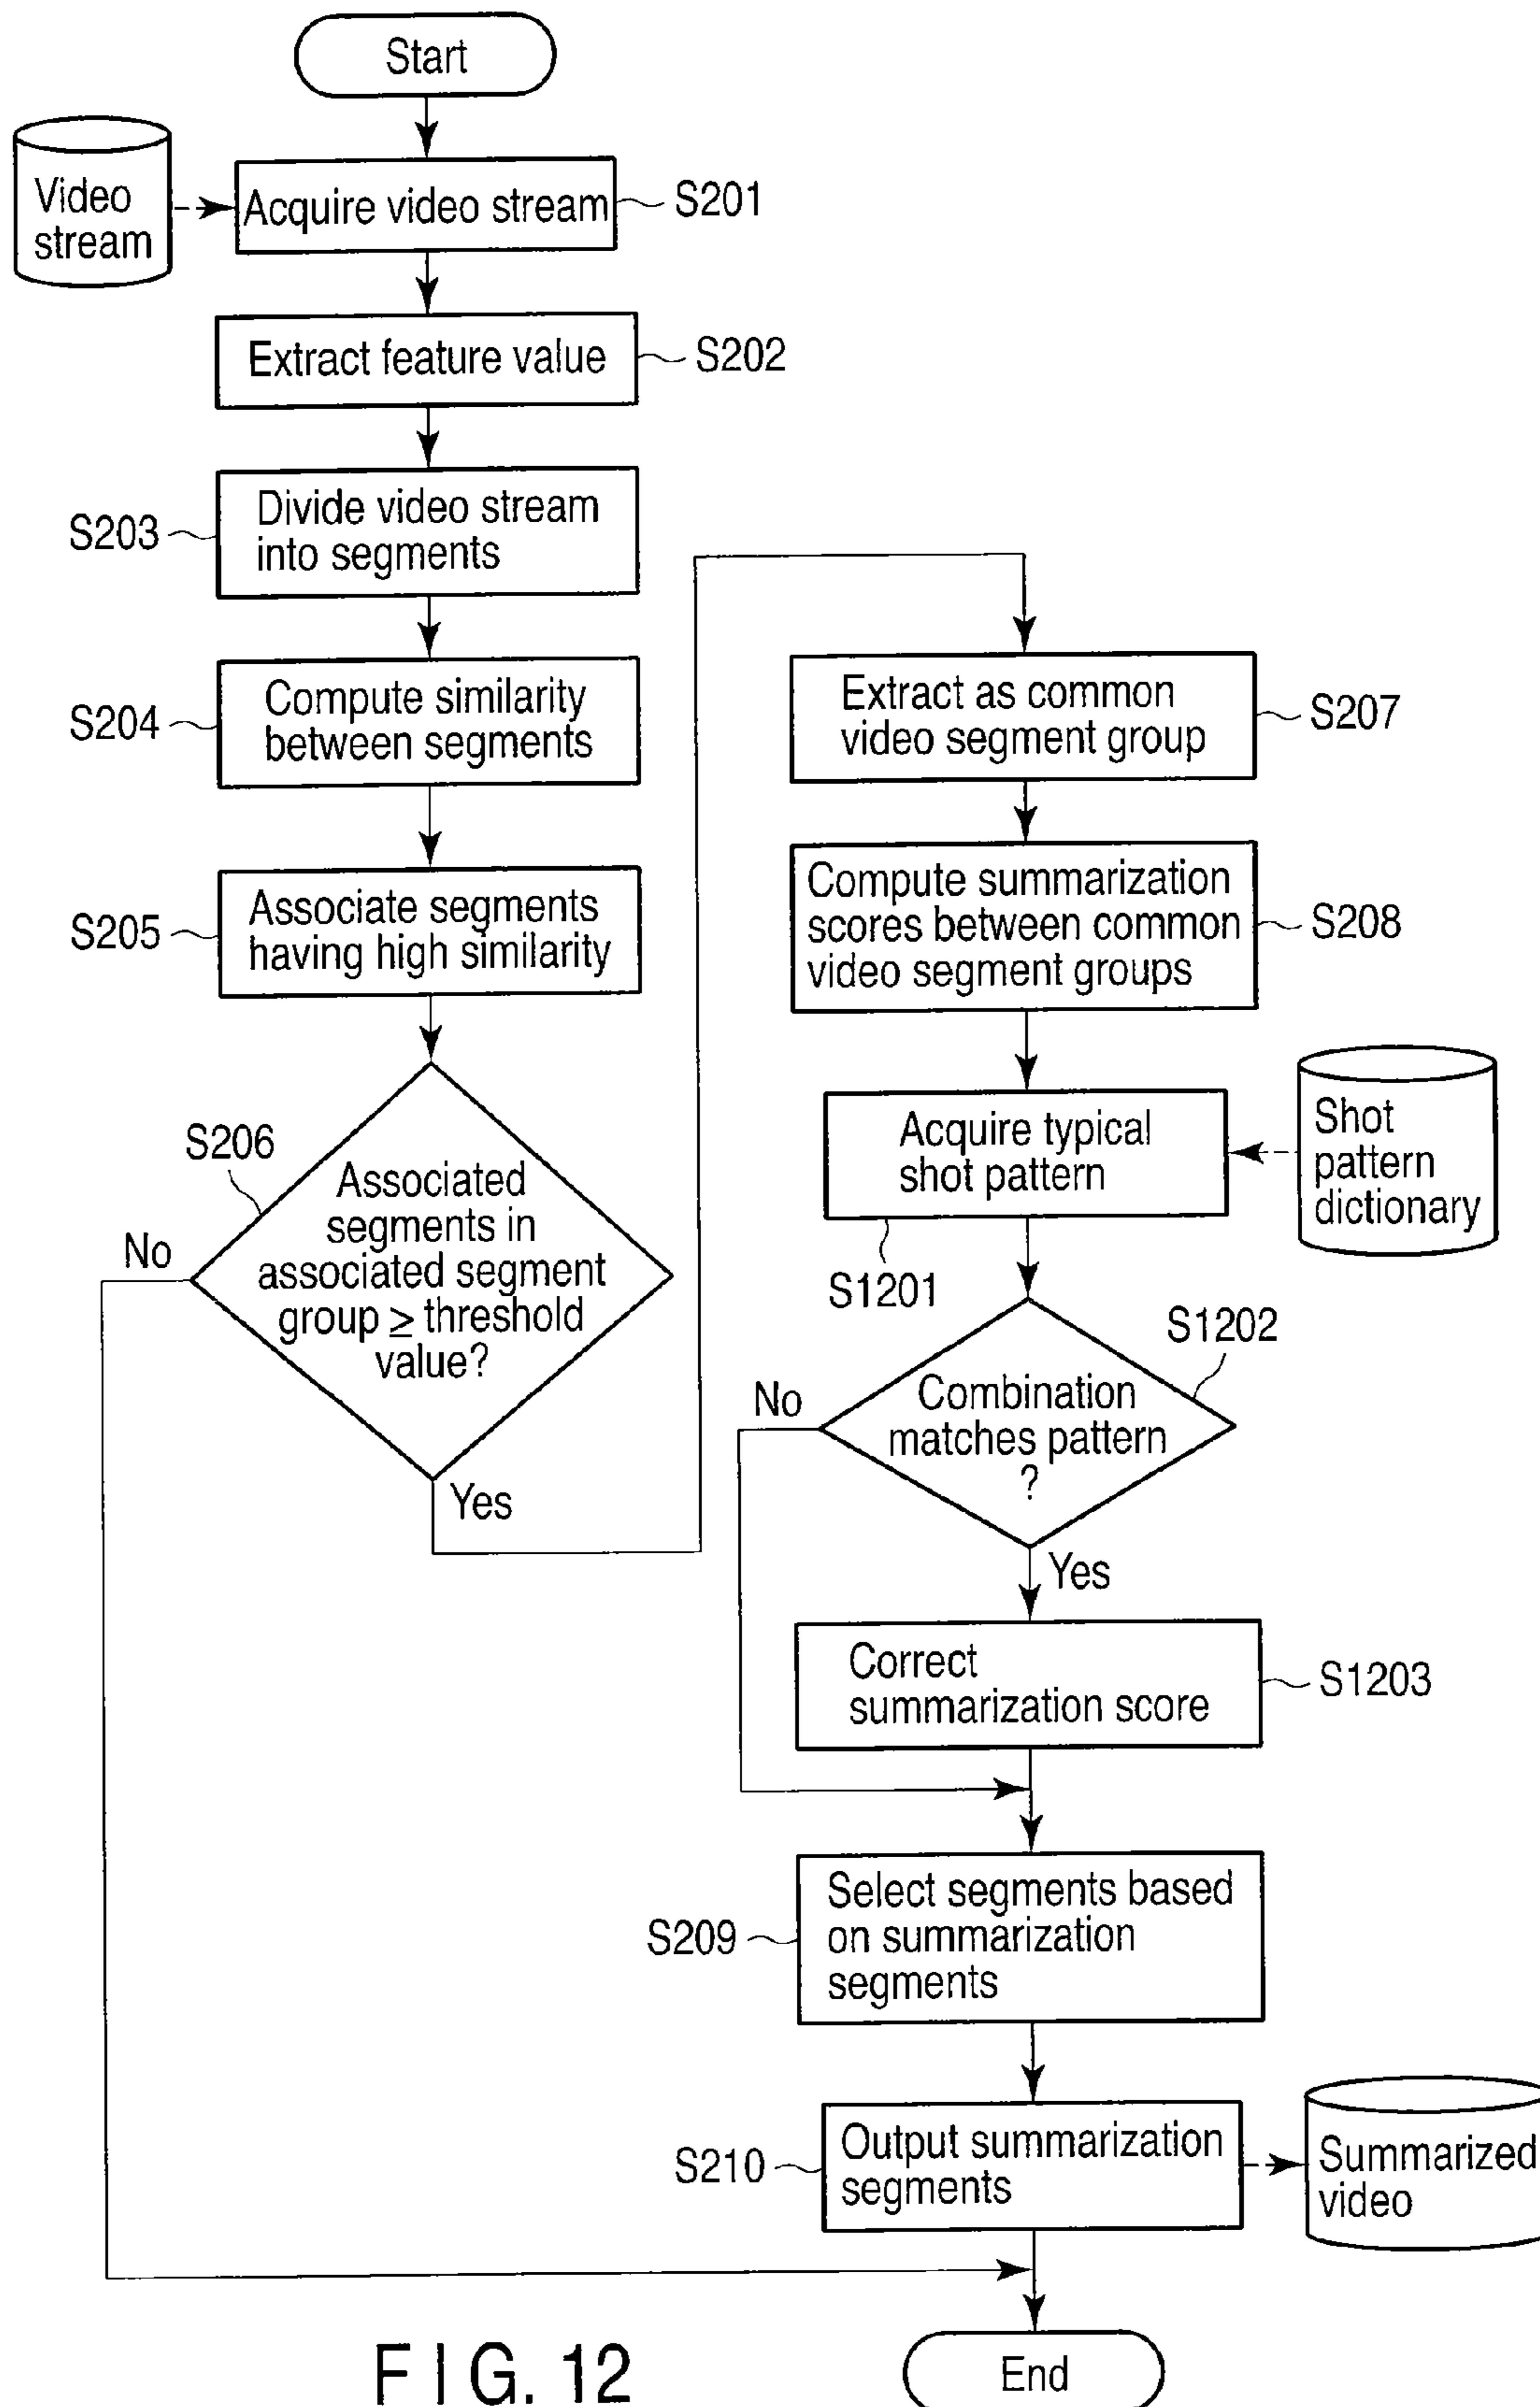 Start
Video
stream
Acquire video stream
S201
Extract feature value
S202
S203
Divide video stream
into segments
S204
Compute similarity
between segments
S205
Associate segments
having high similarity
S206
Associated
segments in
associated segment
group ≥ threshold
value?
No
Yes
Extract as common
video segment group
S207
Compute summarization
scores between common
video segment groups
S208
Acquire typical
shot pattern
Shot
pattern
dictionary
S1201
S1202
Combination
matches pattern
?
No
Yes
Correct
summarization score
S1203
S209
Select segments based
on summarization
segments
S210
Output summarization
segments
Summarized
video
End
FIG. 12